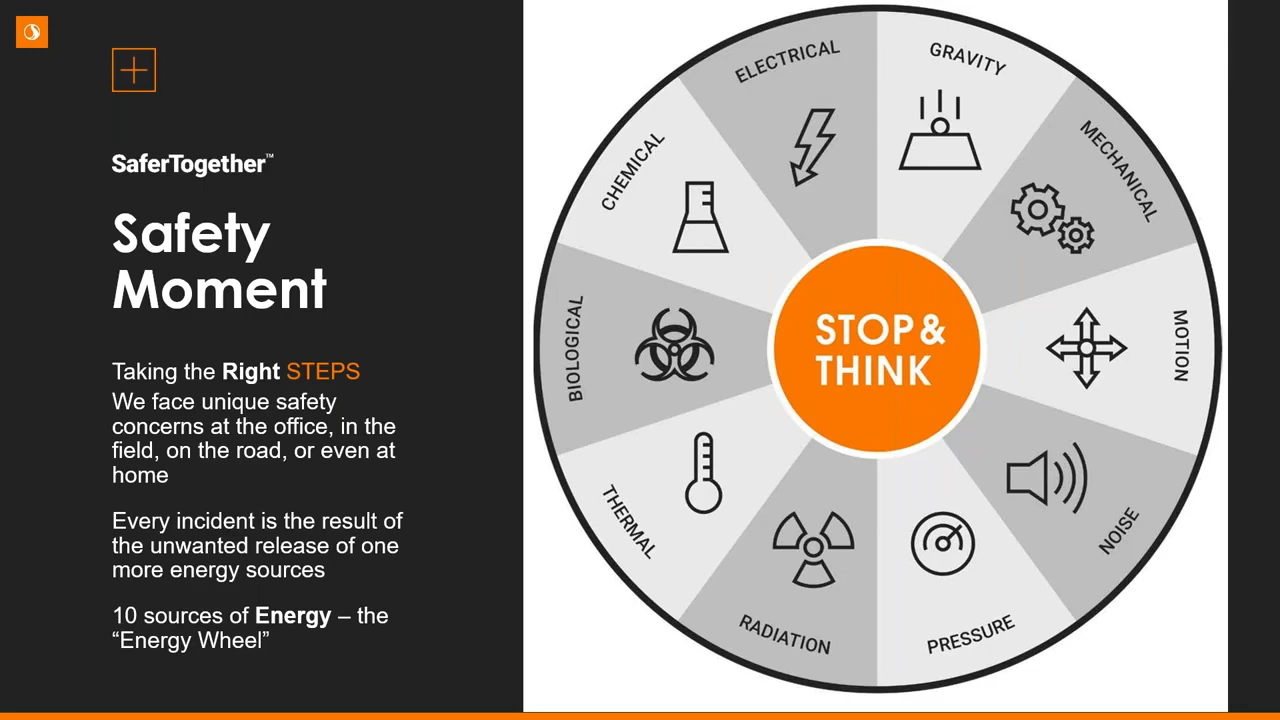 SaferTogether™
Safety
Moment
Taking the Right STEPS
We face unique safety
concerns at the office, in the
field, on the road, or even at
home
Every incident is the result of
the unwanted release of one
more energy sources
10 sources of Energy – the
“Energy Wheel”
ELECTRICAL
GRAVITY
MECHANICAL
MOTION
NOISE
PRESSURE
RADIATION
THERMAL
BIOLOGICAL
CHEMICAL
STOP &
THINK